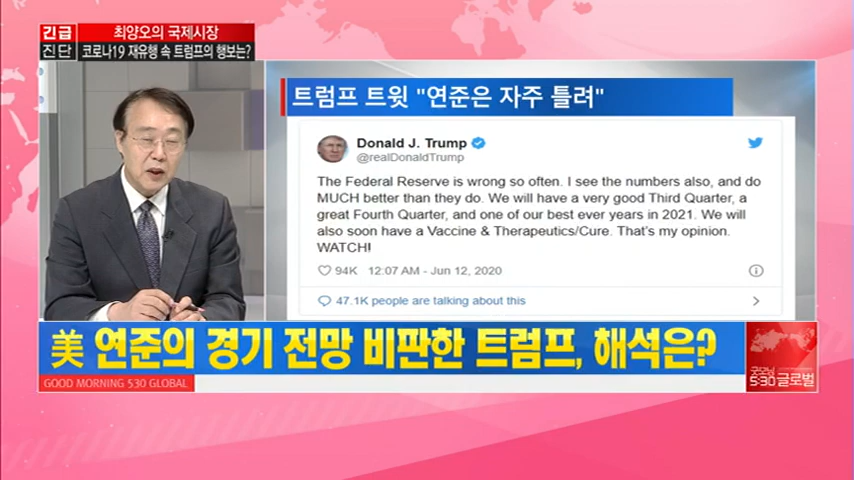 긴급
진단
최양오의 국제시장
코로나19 재유행 속 트럼프의 행보는?
트럼프 트윗 "연준은 자주 틀려"
Donald J. Trump
@realDonaldTrump
The Federal Reserve is wrong so often. I see the numbers also, and do
MUCH better than they do. We will have a very good Third Quarter, a
great Fourth Quarter, and one of our best ever years in 2021. We will
also soon have a Vaccine & Therapeutics/Cure. That's my opinion.
WATCH!
94K 12:07 AM - Jun 12, 2020
47.1K people are talking about this
美 연준의 경기 전망 비판한 트럼프, 해석은?
GOOD MORNING 530 GLOBAL
굿모닝
5:30 글로벌